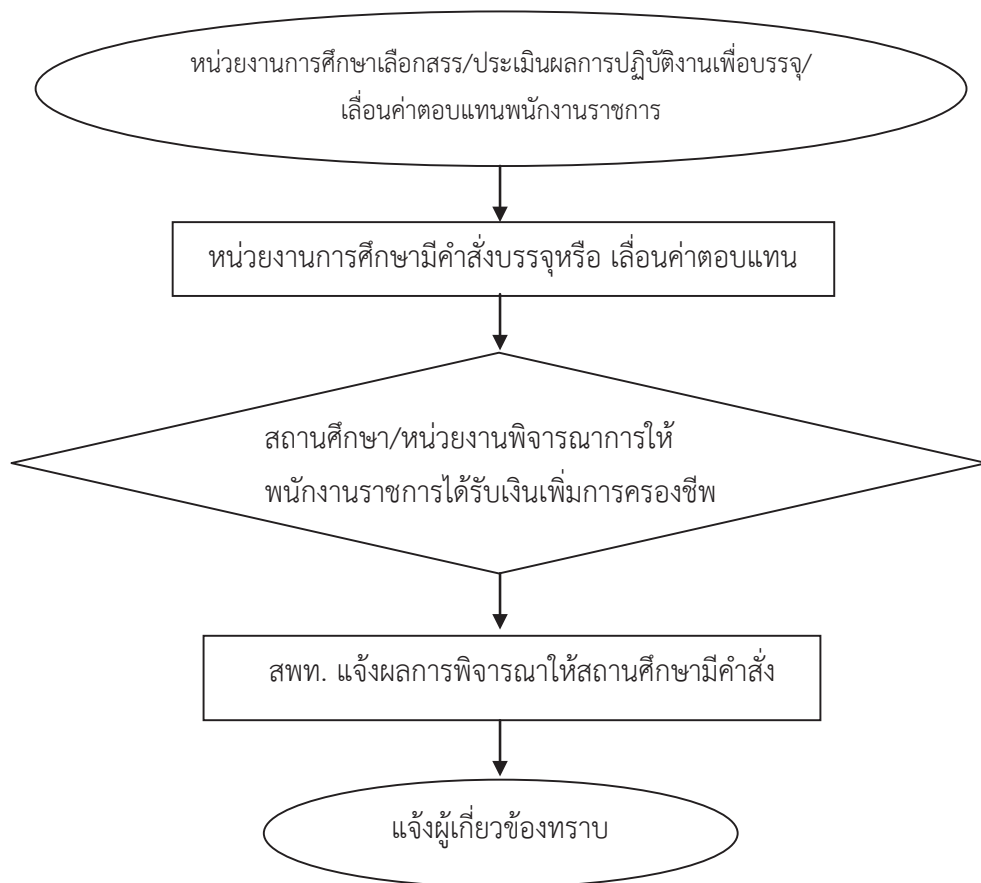 หน่วยงานการศึกษาเลือกสรร/ประเมินผลการปฏิบัติงานเพื่อบรรจุ/
เลื่อนค่าตอบแทนพนักงานราชการ
หน่วยงานการศึกษามีคำสั่งบรรจุหรือ เลื่อนค่าตอบแทน
สถานศึกษา/หน่วยงานพิจารณาการให้
พนักงานราชการได้รับเงินเพิ่มการครองชีพ
สพท. แจ้งผลการพิจารณาให้สถานศึกษามีคำสั่ง
แจ้งผู้เกี่ยวข้องทราบ